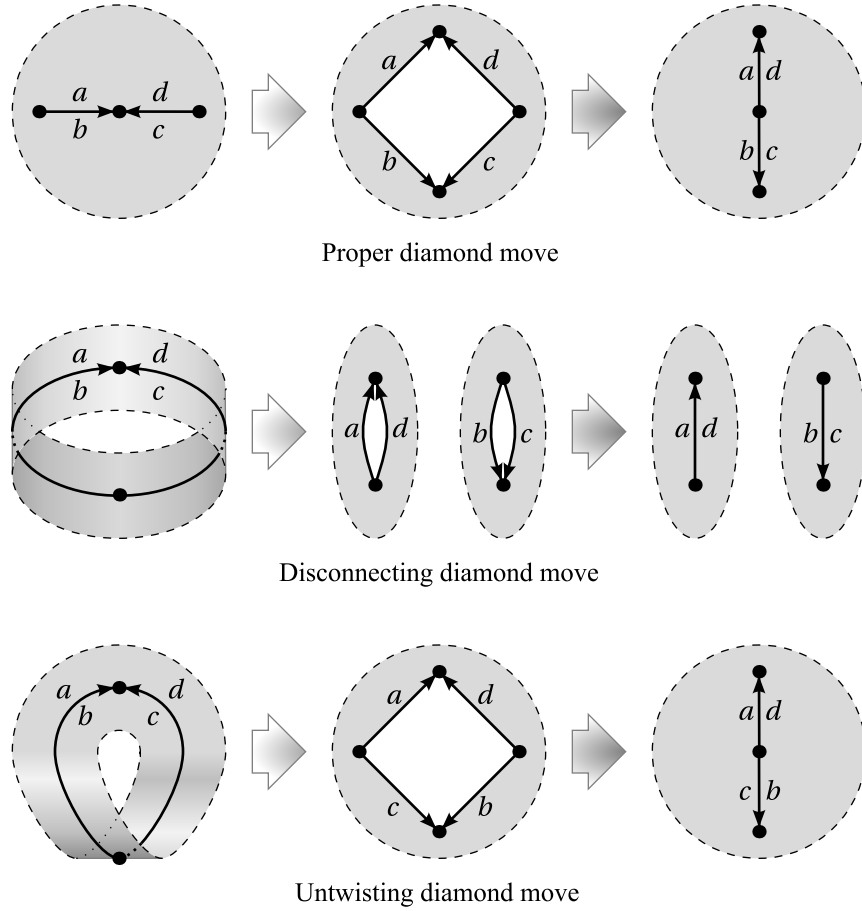 a d a d a d
b c b c b c
Proper diamond move
a d
b c a d b c a d b c
Disconnecting diamond move
a d a d a d
b c c b c b
Untwisting diamond move